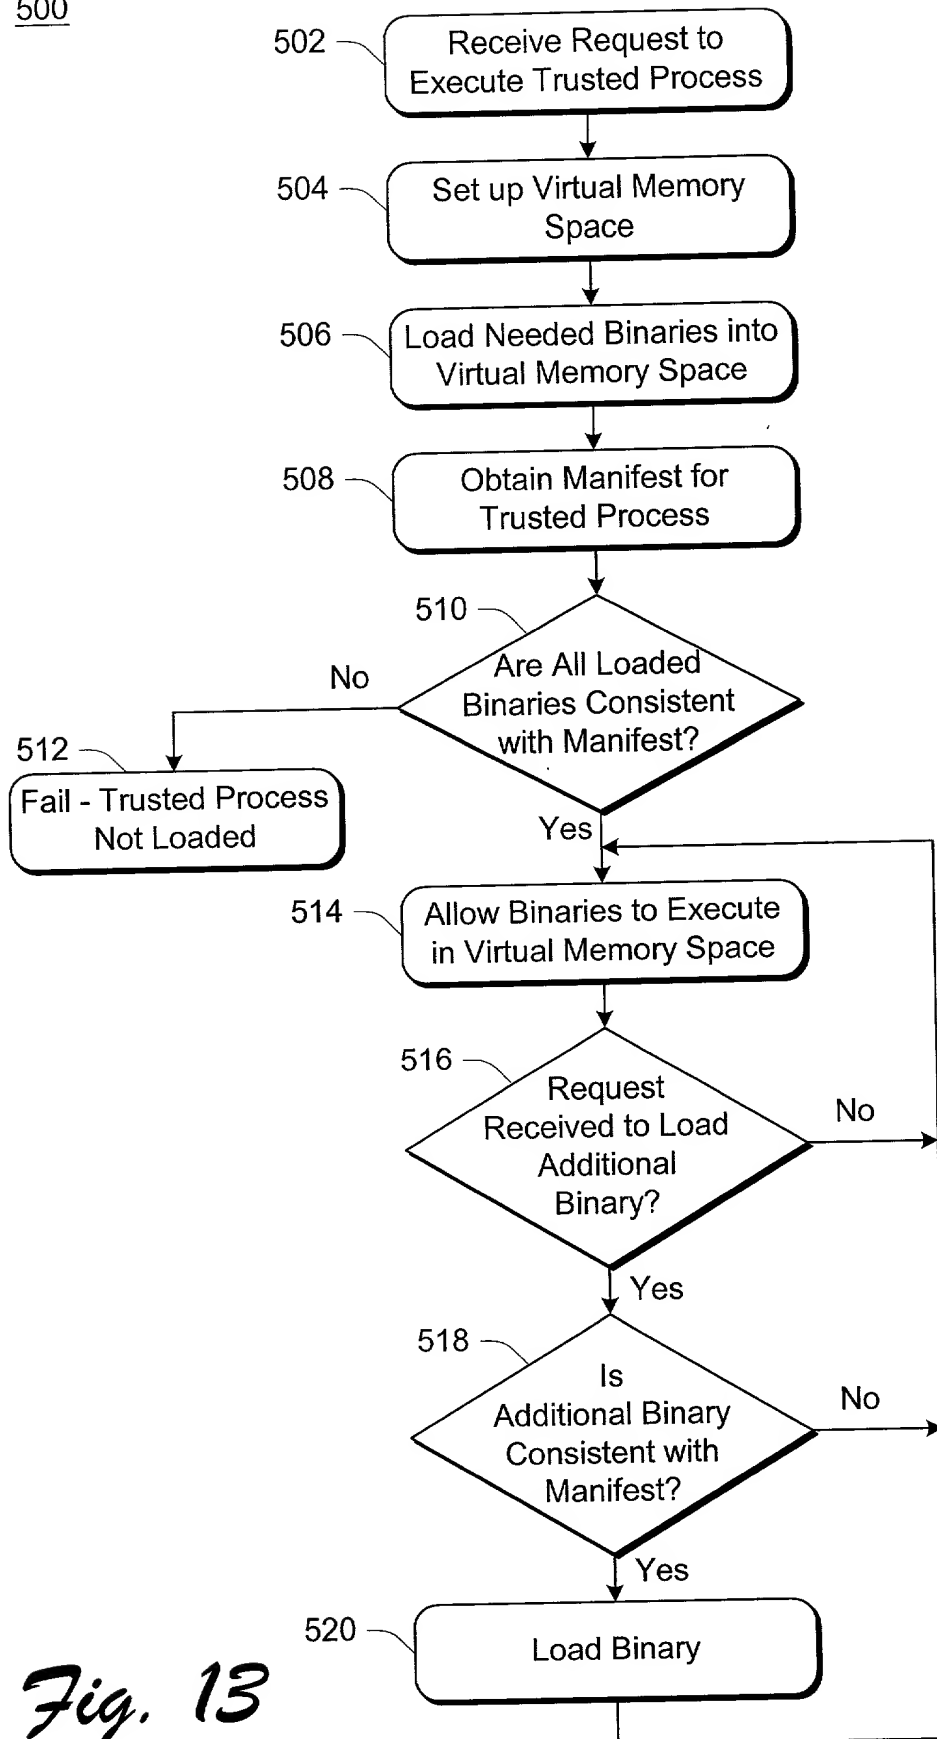 500
502
Receive Request to
Execute Trusted Process
504
Set up Virtual Memory
Space
506
Load Needed Binaries into
Virtual Memory Space
508
Obtain Manifest for
Trusted Process
510
Are All Loaded
Binaries Consistent
with Manifest?
No
512
Fail - Trusted Process
Not Loaded
Yes
514
Allow Binaries to Execute
in Virtual Memory Space
516
Request
Received to Load
Additional
Binary?
No
Yes
518
Is
Additional Binary
Consistent with
Manifest?
No
Yes
520
Load Binary
Fig. 13